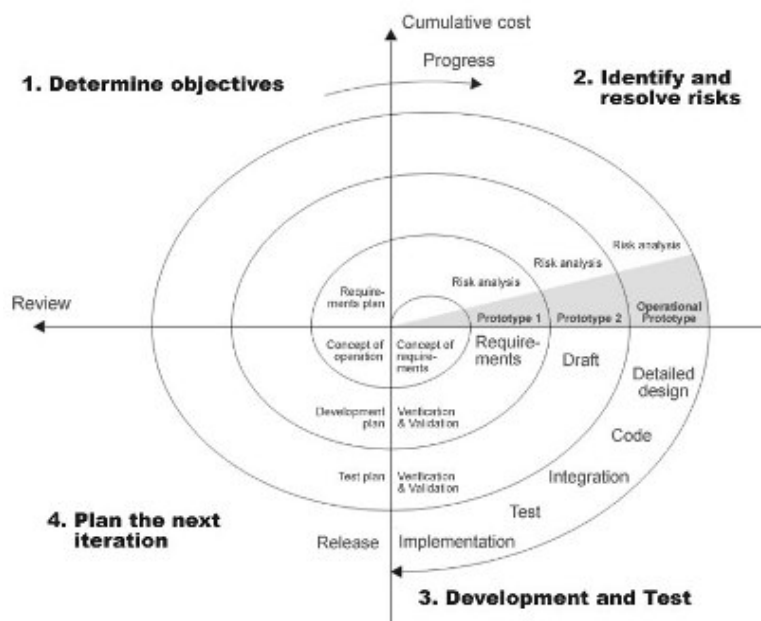 Cumulative cost
Progress
1. Determine objectives
2. Identify and
resolve risks
Risk analysis
Risk analysis
Risk analysis
Require-
ments plan
Review
Prototype 1
Prototype 2
Operational
Prototype
Concept of
operation
Concept of
require-
ments
Require-
ments
Draft
Detailed
design
Development
plan
Verification
& Validation
Code
Test plan
Verification
& Validation
Integration
Test
4. Plan the next
iteration
Release
Implementation
3. Development and Test